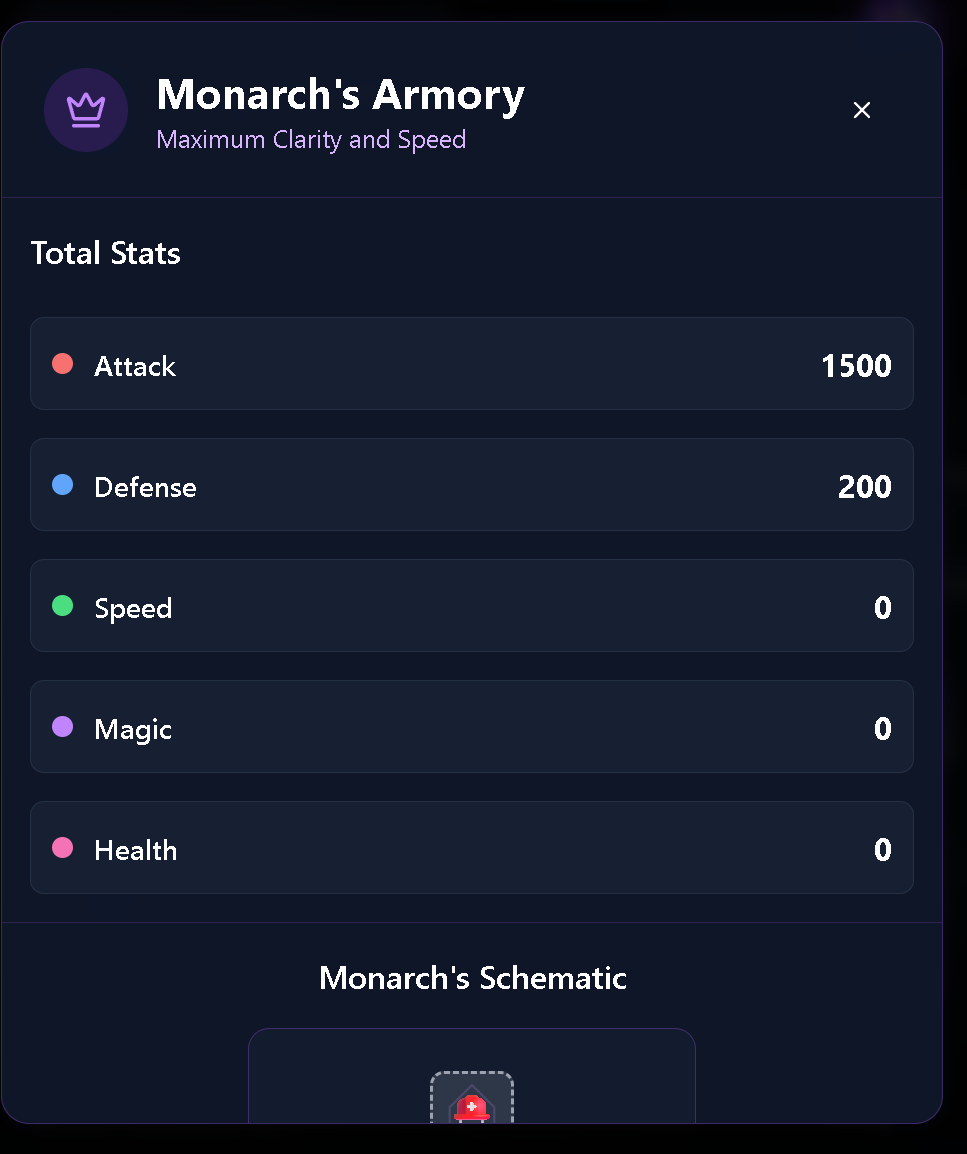 Monarch's Armory
Maximum Clarity and Speed
Total Stats
Attack 1500
Defense 200
Speed 0
Magic 0
Health 0
Monarch's Schematic